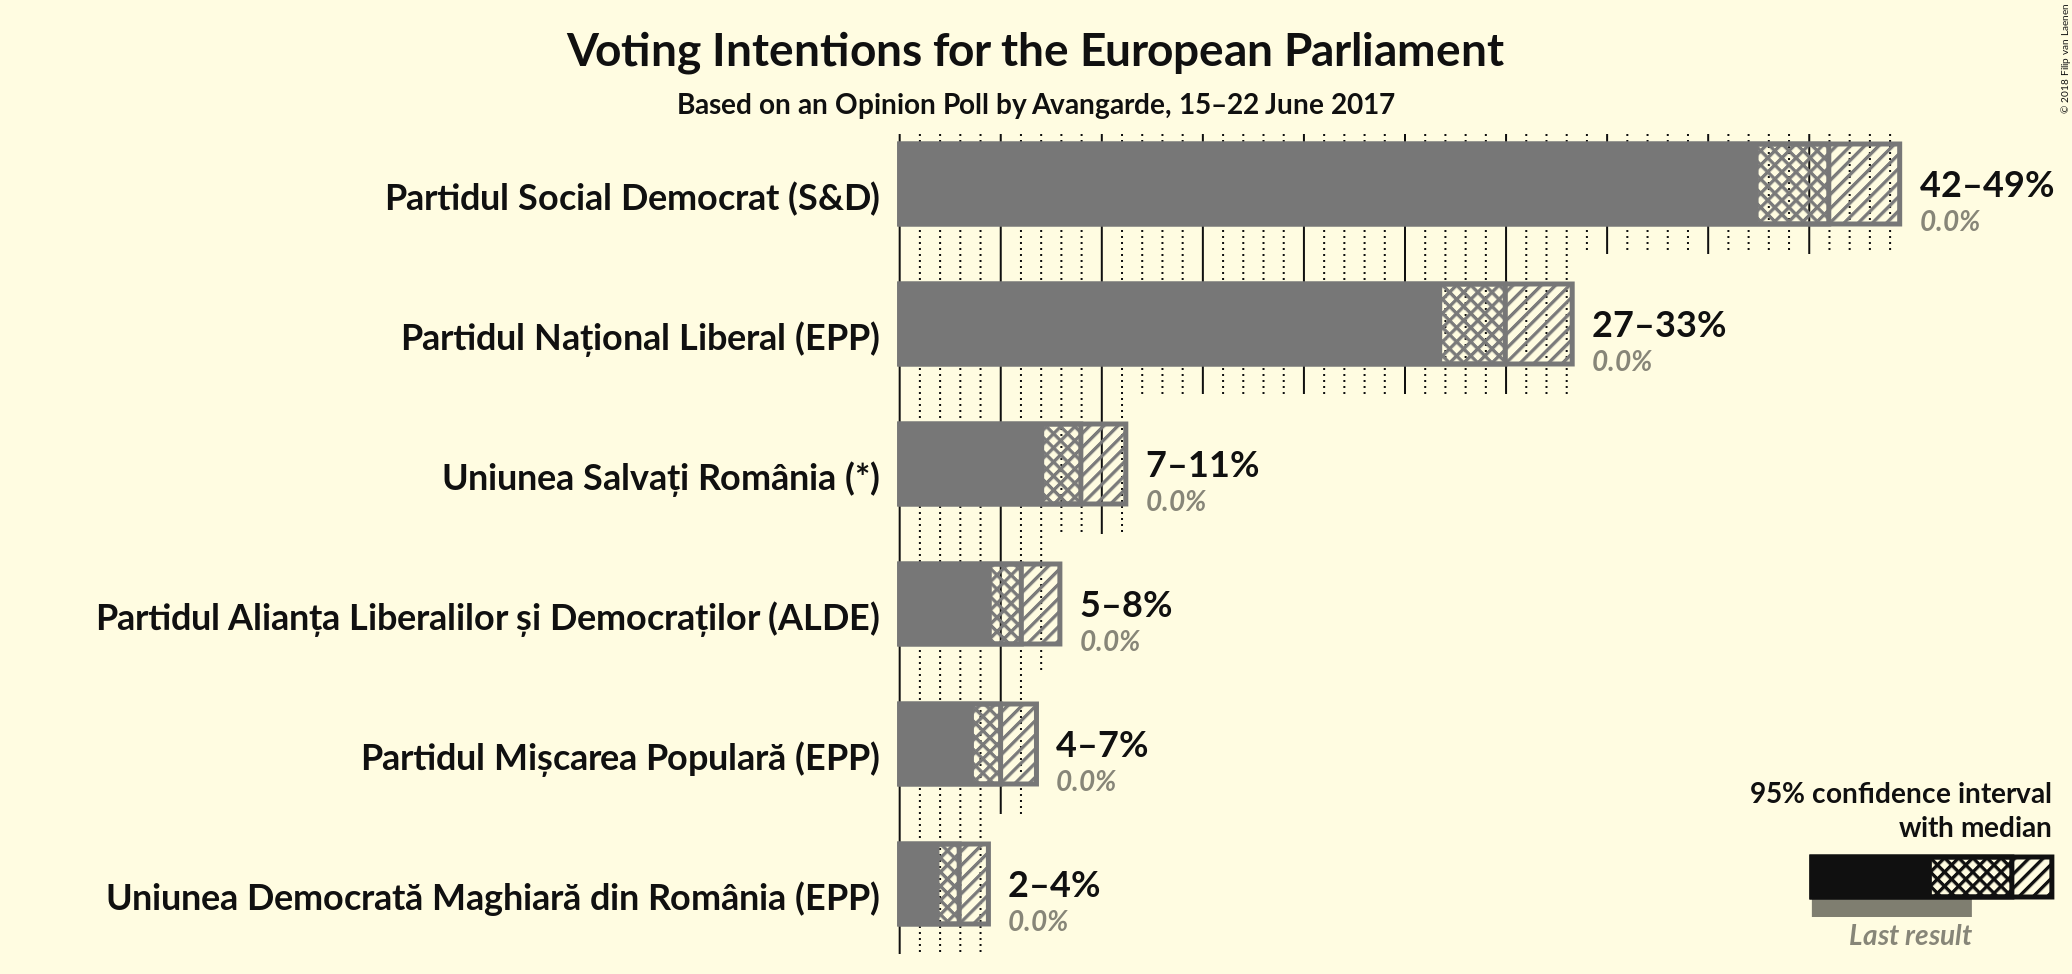 Voting Intentions for the European Parliament
Based on an Opinion Poll by Avangarde, 15–22 June 2017
© 2018 Filip van Laenen
Partidul Social Democrat (S&D)
42–49%
0.0%
Partidul Național Liberal (EPP)
27–33%
0.0%
Uniunea Salvați România (*)
7–11%
0.0%
Partidul Alianța Liberalilor și Democraților (ALDE)
5–8%
0.0%
Partidul Mișcarea Populară (EPP)
4–7%
0.0%
Uniunea Democrată Maghiară din România (EPP)
2–4%
0.0%
95% confidence interval
with median
Last result